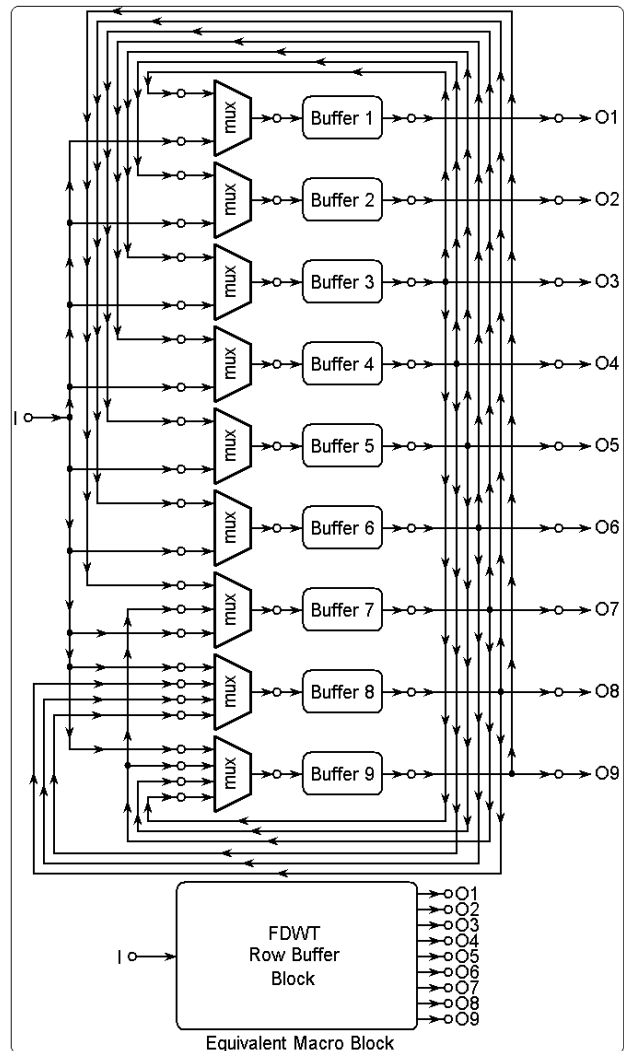 mux
Buffer 1
O1
mux
Buffer 2
O2
mux
Buffer 3
O3
mux
Buffer 4
O4
I
mux
Buffer 5
O5
mux
Buffer 6
O6
mux
Buffer 7
O7
mux
Buffer 8
O8
mux
Buffer 9
O9
FDWT
Row Buffer
Block
I
O1
O2
O3
O4
O5
O6
O7
O8
O9
Equivalent Macro Block